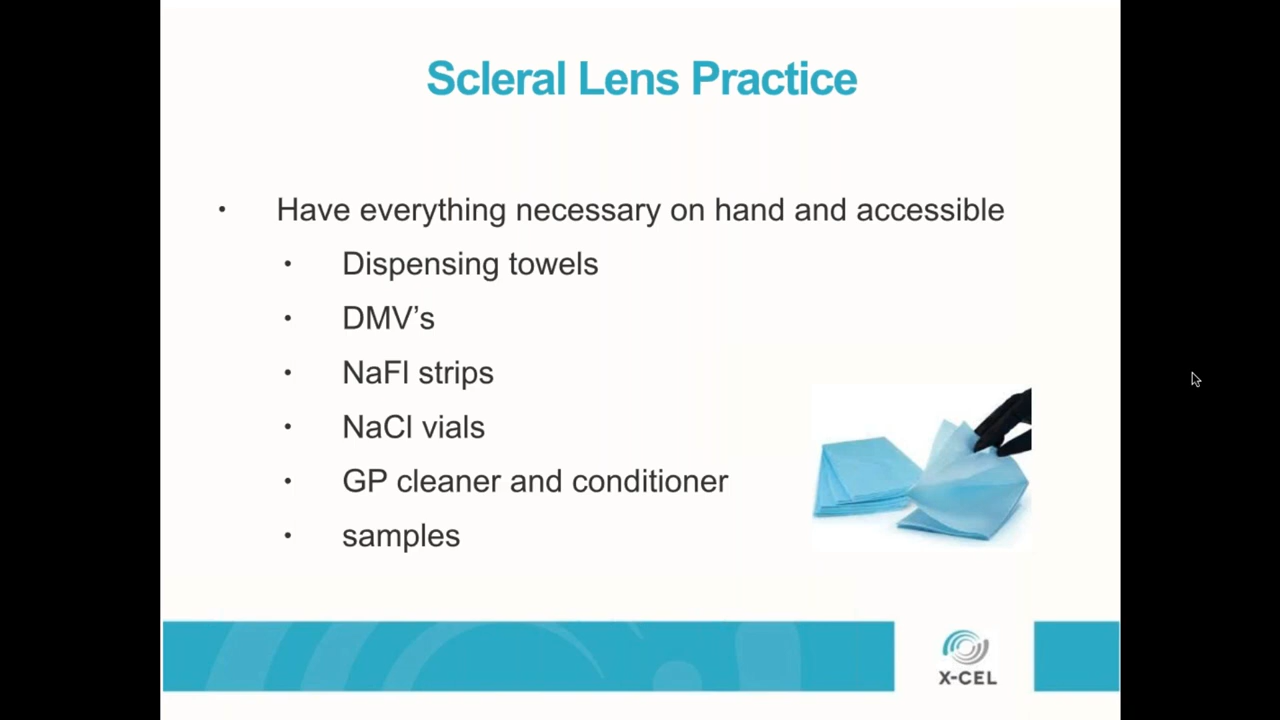 Scleral Lens Practice
• Have everything necessary on hand and accessible
• Dispensing towels
• DMV’s
• NaFl strips
• NaCl vials
• GP cleaner and conditioner
• samples
X-CEL